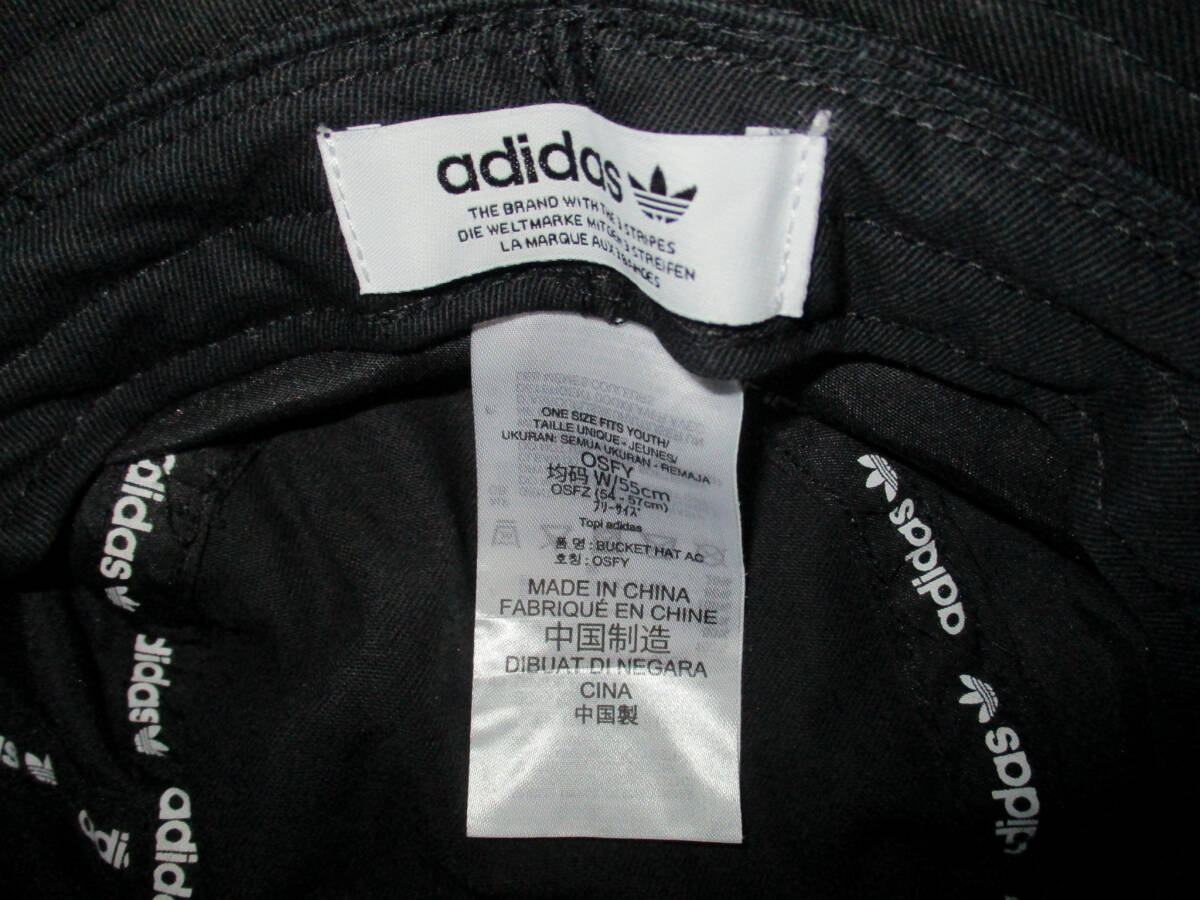 adidas
THE BRAND WITH THE 3 STRIPES
DIE WELTMARKE MIT DEN 3 STREIFEN
LA MARQUE AUX 3 BANDES
ONE SIZE FITS YOUTH/
TAILLE UNIQUE - JEUNES/
UKURAN: SEMUA UKURAN - REMAJA
OSFY
均码 W/55cm
OSFZ (54 - 57cm)
フリーサイズ
Topi adidas
품 명 : BUCKET HAT AC
호칭 : OSFY
MADE IN CHINA
FABRIQUÉ EN CHINE
中国制造
DIBUAT DI NEGARA
CINA
中国製
adidas
didas
adid
adidas
adidas